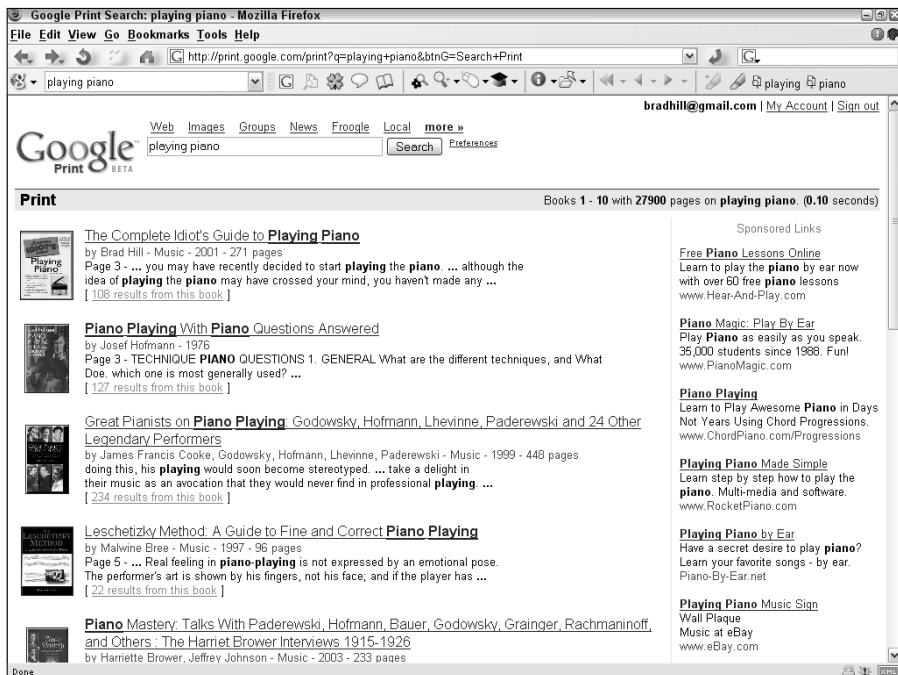 Google Print Search: playing piano - Mozilla Firefox
File Edit View Go Bookmarks Tools Help
http://print.google.com/print?q=playing+piano&btnG=Search+Print
playing piano
playing piano
bradhill@gmail.com | My Account | Sign out
Web Images Groups News Froogle Local more »
Google Print BETA
playing piano Search Preferences
Print
Books 1 - 10 with 27900 pages on playing piano. (0.10 seconds)
The Complete Idiot's Guide to Playing Piano
by Brad Hill - Music - 2001 - 271 pages
Page 3 - ... you may have recently decided to start playing the piano. ... although the
idea of playing the piano may have crossed your mind, you haven't made any ...
[ 108 results from this book ]
Piano Playing With Piano Questions Answered
by Josef Hofmann - 1976
Page 3 - TECHNIQUE PIANO QUESTIONS 1. GENERAL What are the different techniques, and What
Doe. which one is most generally used? ...
[ 127 results from this book ]
Great Pianists on Piano Playing: Godowsky, Hofmann, Lhevinne, Paderewski and 24 Other
Legendary Performers
by James Francis Cooke, Godowsky, Hofmann, Lhevinne, Paderewski - Music - 1999 - 448 pages
doing this, his playing would soon become stereotyped. ... take a delight in
their music as an avocation that they would never find in professional playing. ...
[ 234 results from this book ]
Leschetizky Method: A Guide to Fine and Correct Piano Playing
by Malwine Bree - Music - 1997 - 96 pages
Page 5 - ... Real feeling in piano-playing is not expressed by an emotional pose.
The performer's art is shown by his fingers, not his face; and if the player has ...
[ 22 results from this book ]
Piano Mastery: Talks With Paderewski, Hofmann, Bauer, Godowsky, Grainger, Rachmaninoff,
and Others : The Harriet Brower Interviews 1915-1926
by Harriette Brower, Jeffrey Johnson - Music - 2003 - 233 pages
Sponsored Links
Free Piano Lessons Online
Learn to play the piano by ear now
with over 60 free piano lessons
www.Hear-And-Play.com
Piano Magic: Play By Ear
Play Piano as easily as you speak.
35,000 students since 1988. Fun!
www.PianoMagic.com
Piano Playing
Learn to Play Awesome Piano in Days
Not Years Using Chord Progressions.
www.ChordPiano.com/Progressions
Playing Piano Made Simple
Learn step by step how to play the
piano. Multi-media and software.
www.RocketPiano.com
Playing Piano by Ear
Have a secret desire to play piano?
Learn your favorite songs - by ear.
Piano-By-Ear.net
Playing Piano Music Sign
Wall Plaque
Music at eBay
www.eBay.com
Done
XML